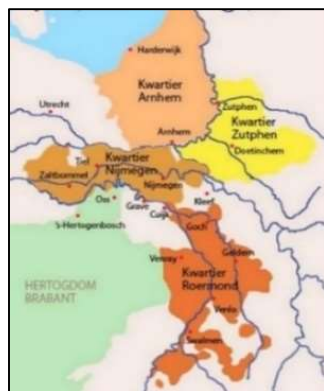 Harderwijk
Kwartier
Arnhem
Utrecht
Zutphen
Kwartier
Zutphen
Arnhem
Doetinchem
Tiel
Kwartier
Nijmegen
Zaltbommel
Nijmegen
Oss
Grave
Cuijk
Kleef
's-Hertogenbosch
Goch
Geldern
Venray
Kwartier
Roermond
HERTOGDOM
BRABANT
Venlo
Swalmen